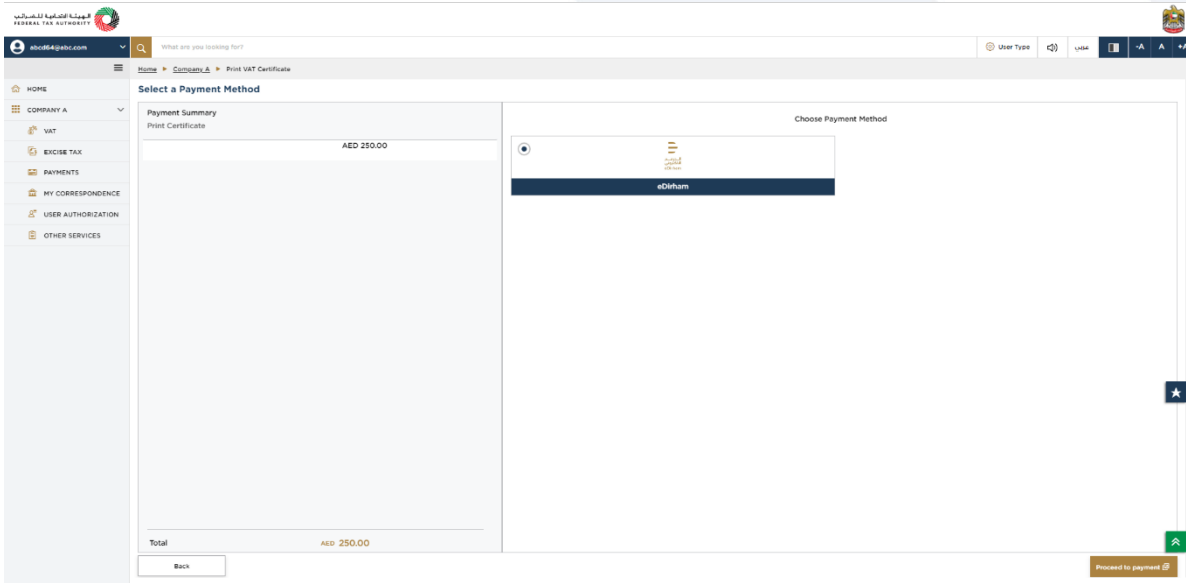 الهيئة الاتحادية للضرائب
FEDERAL TAX AUTHORITY
abcd64@abc.com
What are you looking for?
User Type
عربي
-A
A
+A
Home ▶ Company A ▶ Print VAT Certificate
HOME
COMPANY A
VAT
EXCISE TAX
PAYMENTS
MY CORRESPONDENCE
USER AUTHORIZATION
OTHER SERVICES
Select a Payment Method
Payment Summary
Print Certificate
AED 250.00
Total AED 250.00
Choose Payment Method
eDirham
Back
Proceed to payment